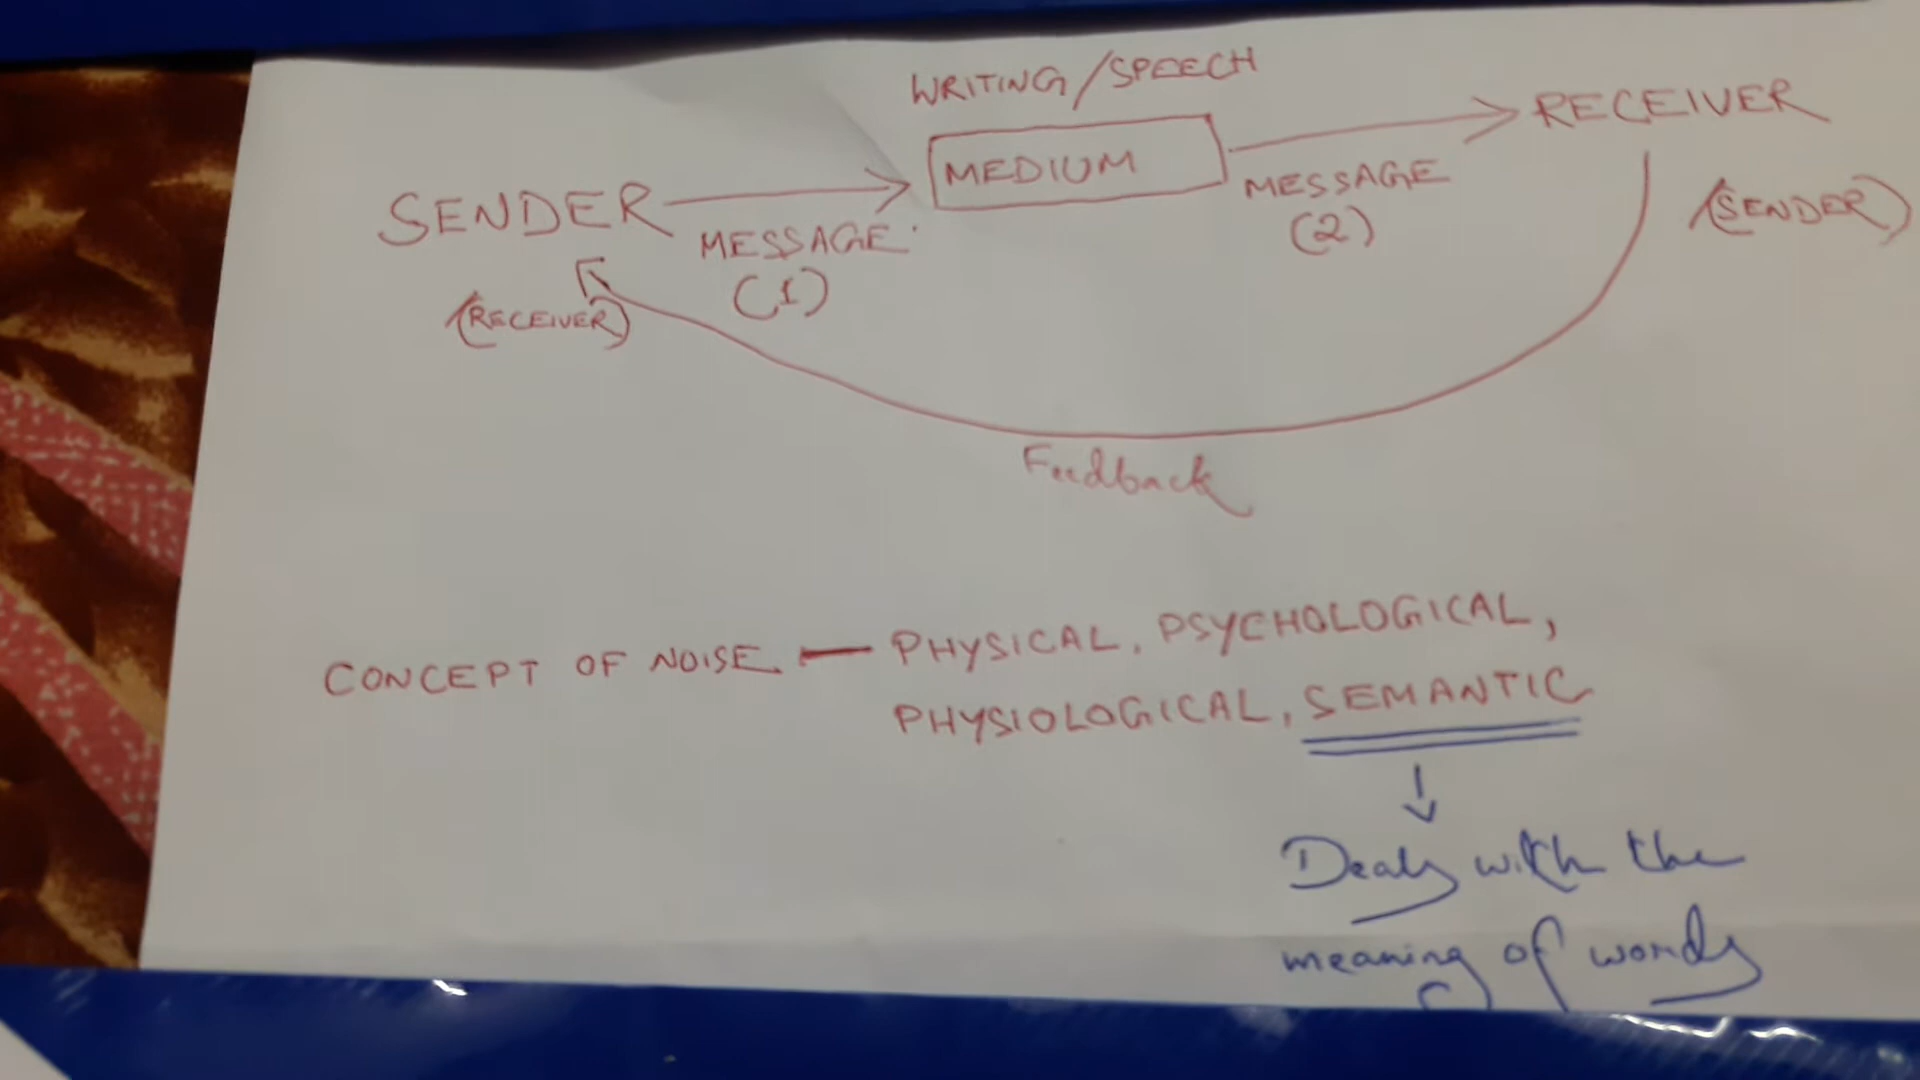 WRITING/SPEECH
SENDER
MESSAGE
(1)
MEDIUM
MESSAGE
(2)
RECEIVER
(SENDER)
(RECEIVER)
Feedback
CONCEPT OF NOISE — PHYSICAL, PSYCHOLOGICAL,
PHYSIOLOGICAL, SEMANTIC
Deals with the
meaning of words